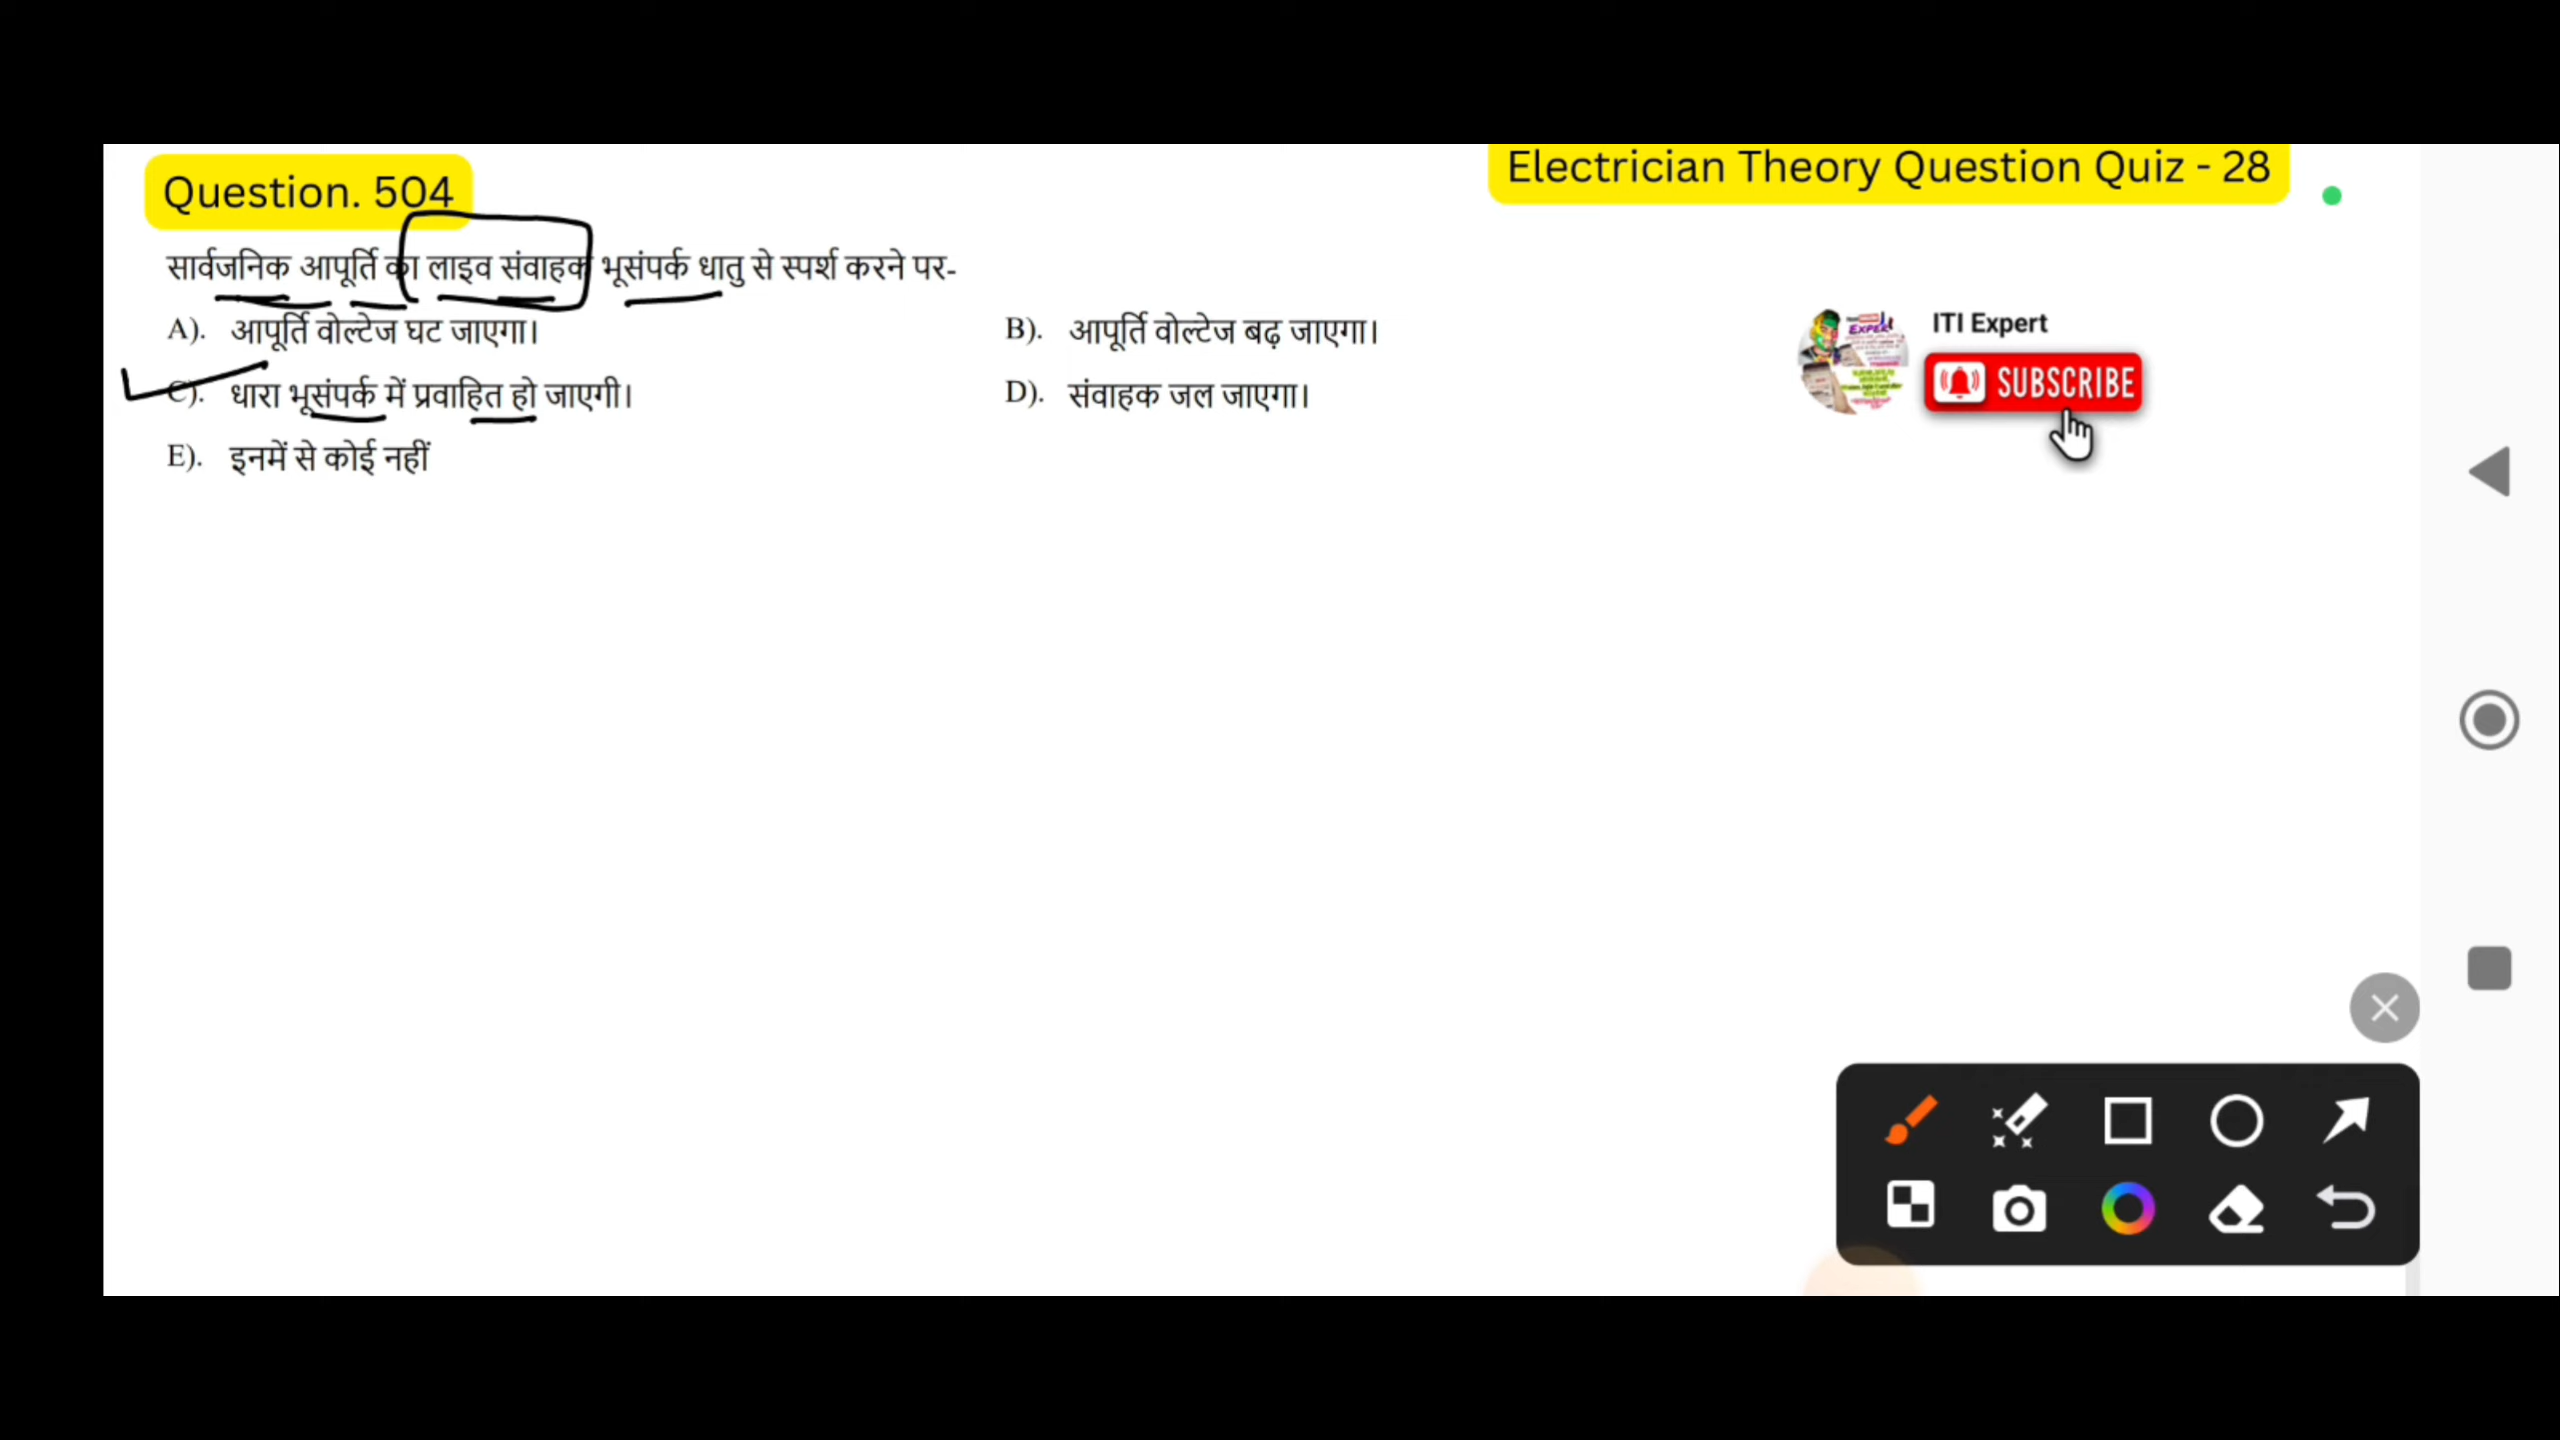 Question. 504
Electrician Theory Question Quiz - 28
सार्वजनिक आपूर्ति का लाइव संवाहक भूसंपर्क धातु से स्पर्श करने पर-
A). आपूर्ति वोल्टेज घट जाएगा।
B). आपूर्ति वोल्टेज बढ़ जाएगा।
C). धारा भूसंपर्क में प्रवाहित हो जाएगी।
D). संवाहक जल जाएगा।
E). इनमें से कोई नहीं
ITI Expert
SUBSCRIBE
EXPERT